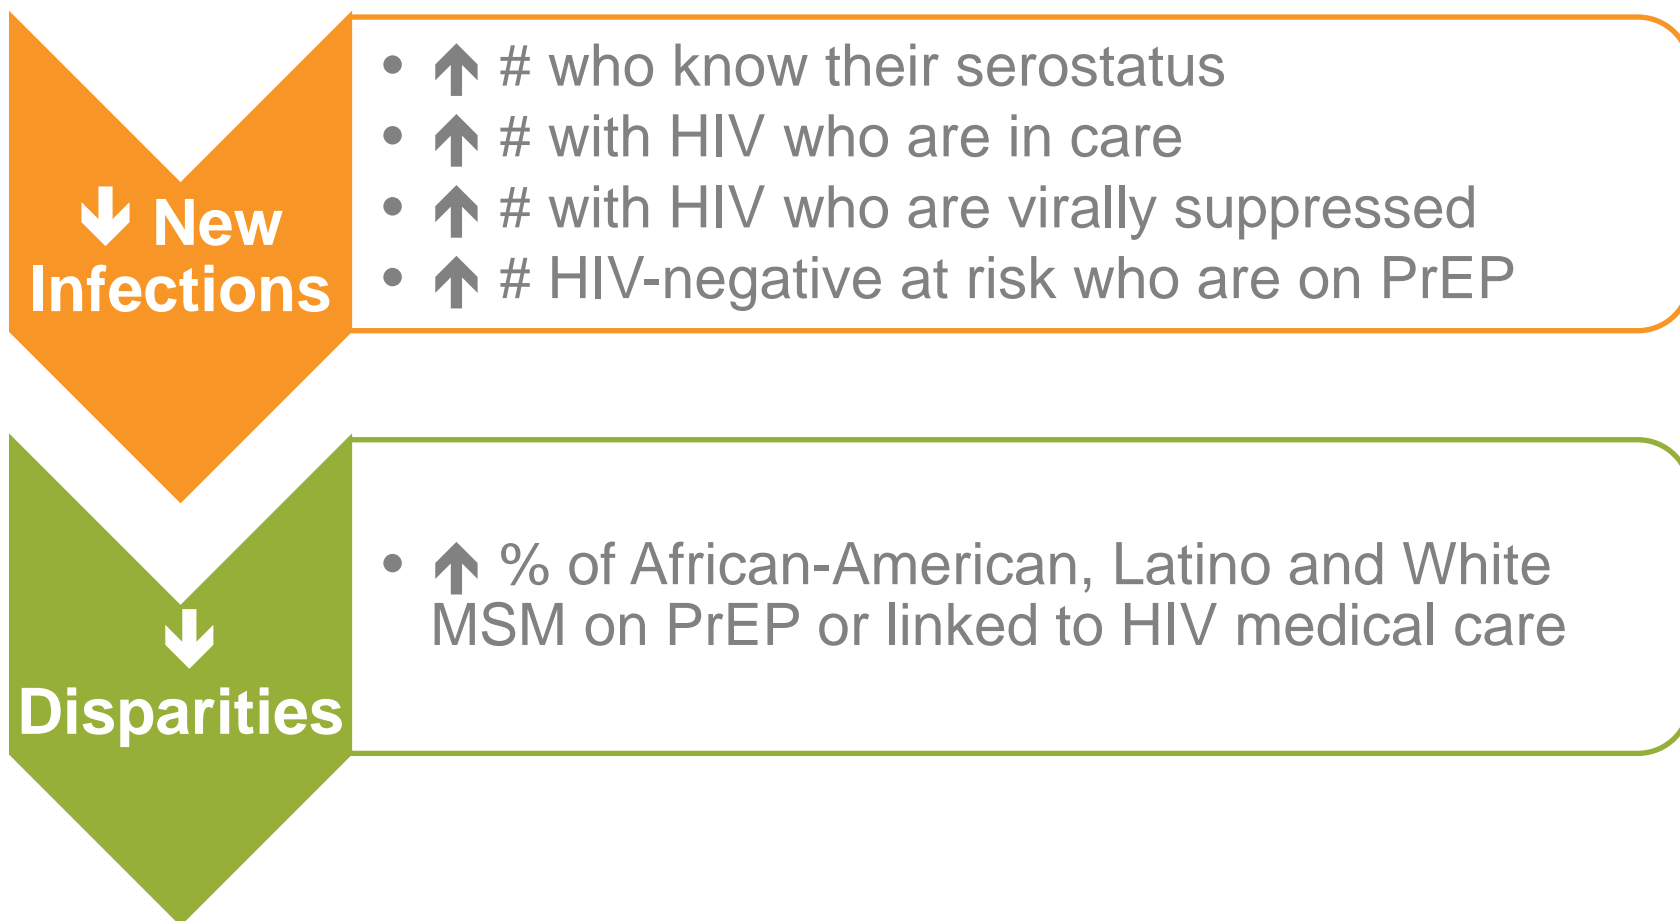 🡻 New
Infections
• 🡹 # who know their serostatus
• 🡹 # with HIV who are in care
• 🡹 # with HIV who are virally suppressed
• 🡹 # HIV-negative at risk who are on PrEP
🡻
Disparities
• 🡹 % of African-American, Latino and White
MSM on PrEP or linked to HIV medical care